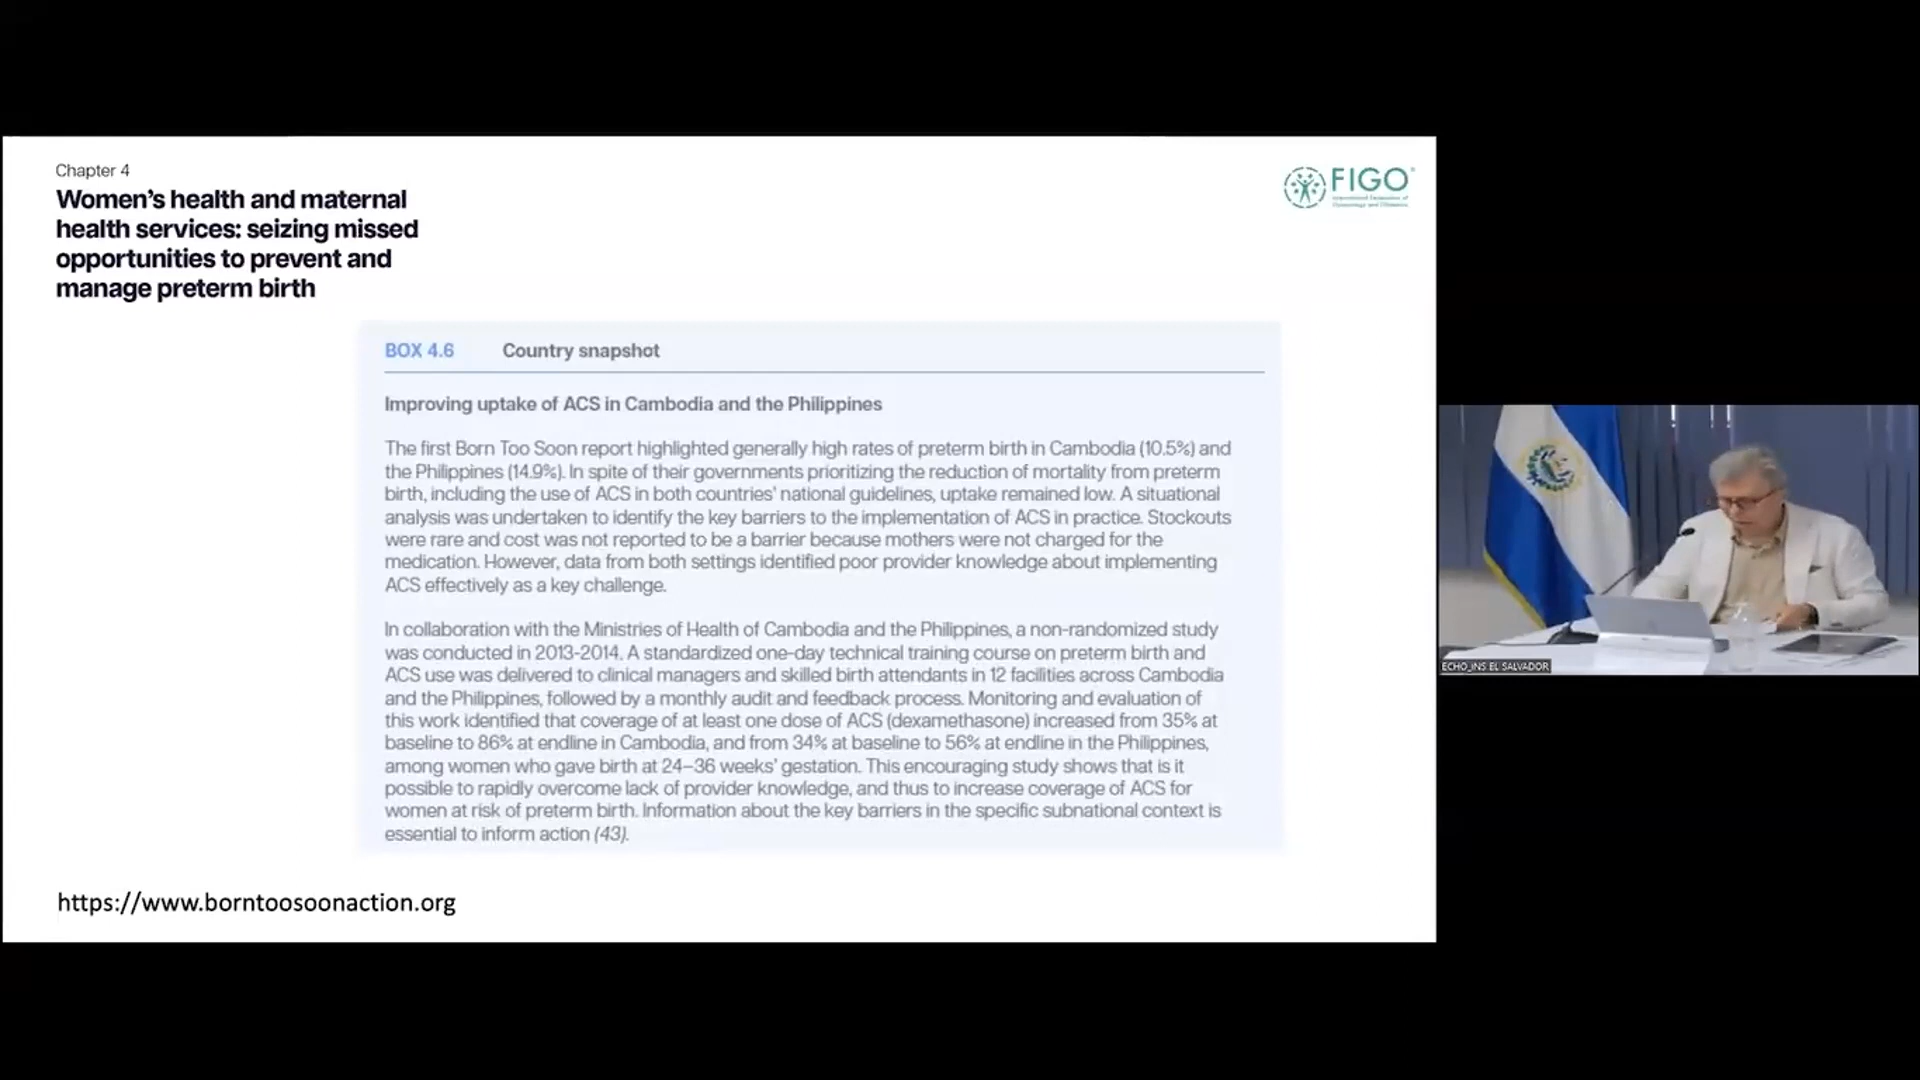 Chapter 4
Women's health and maternal
health services: seizing missed
opportunities to prevent and
manage preterm birth
FIGO
International Federation of
Gynecology and Obstetrics
BOX 4.6 Country snapshot
Improving uptake of ACS in Cambodia and the Philippines
The first Born Too Soon report highlighted generally high rates of preterm birth in Cambodia (10.5%) and
the Philippines (14.9%). In spite of their governments prioritizing the reduction of mortality from preterm
birth, including the use of ACS in both countries' national guidelines, uptake remained low. A situational
analysis was undertaken to identify the key barriers to the implementation of ACS in practice. Stockouts
were rare and cost was not reported to be a barrier because mothers were not charged for the
medication. However, data from both settings identified poor provider knowledge about implementing
ACS effectively as a key challenge.
In collaboration with the Ministries of Health of Cambodia and the Philippines, a non-randomized study
was conducted in 2013-2014. A standardized one-day technical training course on preterm birth and
ACS use was delivered to clinical managers and skilled birth attendants in 12 facilities across Cambodia
and the Philippines, followed by a monthly audit and feedback process. Monitoring and evaluation of
this work identified that coverage of at least one dose of ACS (dexamethasone) increased from 35% at
baseline to 86% at endline in Cambodia, and from 34% at baseline to 56% at endline in the Philippines,
among women who gave birth at 24–36 weeks' gestation. This encouraging study shows that is it
possible to rapidly overcome lack of provider knowledge, and thus to increase coverage of ACS for
women at risk of preterm birth. Information about the key barriers in the specific subnational context is
essential to inform action (43).
https://www.borntoosoonaction.org
ECHO_INS EL SALVADOR